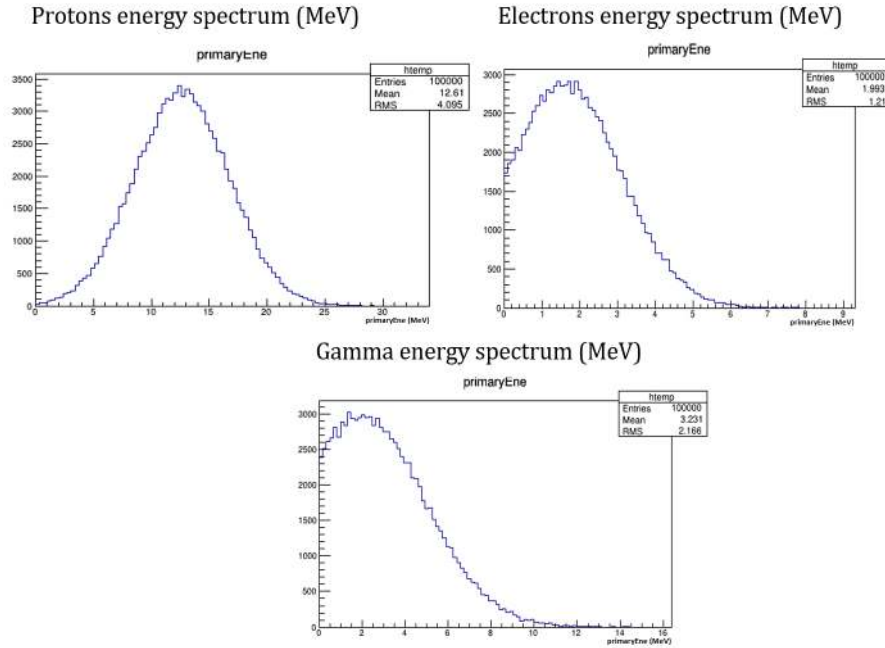 Protons energy spectrum (MeV)
Electrons energy spectrum (MeV)
primaryEne
htemp
Entries 100000
Mean 12.61
RMS 4.095
3500
3000
2500
2000
1500
1000
500
0
0 5 10 15 20 25 30
primaryEne (MeV)
primaryEne
htemp
Entries 100000
Mean 1.993
RMS 1.21
3000
2500
2000
1500
1000
500
0
0 1 2 3 4 5 6 7 8 9
primaryEne (MeV)
Gamma energy spectrum (MeV)
primaryEne
htemp
Entries 100000
Mean 3.231
RMS 2.166
3000
2500
2000
1500
1000
500
0
0 2 4 6 8 10 12 14 16
primaryEne (MeV)